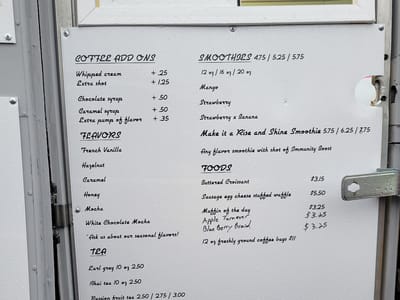 COFFEE ADD ONS
Whipped cream + .25
Extra shot + 1.25
Chocolate syrup + .50
Caramel syrup + .50
Extra pump of flavor + .35
FLAVORS
French Vanilla
Hazelnut
Caramel
Honey
Mocha
White Chocolate Mocha
*Ask us about our seasonal flavors!
TEA
Earl grey 10 oz 2.50
Chai tea 10 oz 2.50
Passion fruit tea 2.50 / 2.75 / 3.00
SMOOTHIES 4.75 / 5.25 / 5.75
12 oz / 16 oz / 20 oz
Mango
Strawberry
Strawberry x Banana
Make it a Rise and Shine Smoothie 5.75 / 6.25 / 7.75
Any flavor smoothie with shot of Immunity Boost
FOODS
Buttered Croissant $3.15
Sausage egg cheese stuffed waffle $5.50
Muffin of the day $3.25
Apple Turnover $3.25
Blue Berry Bread $3.25
12 oz freshly ground coffee bags $11